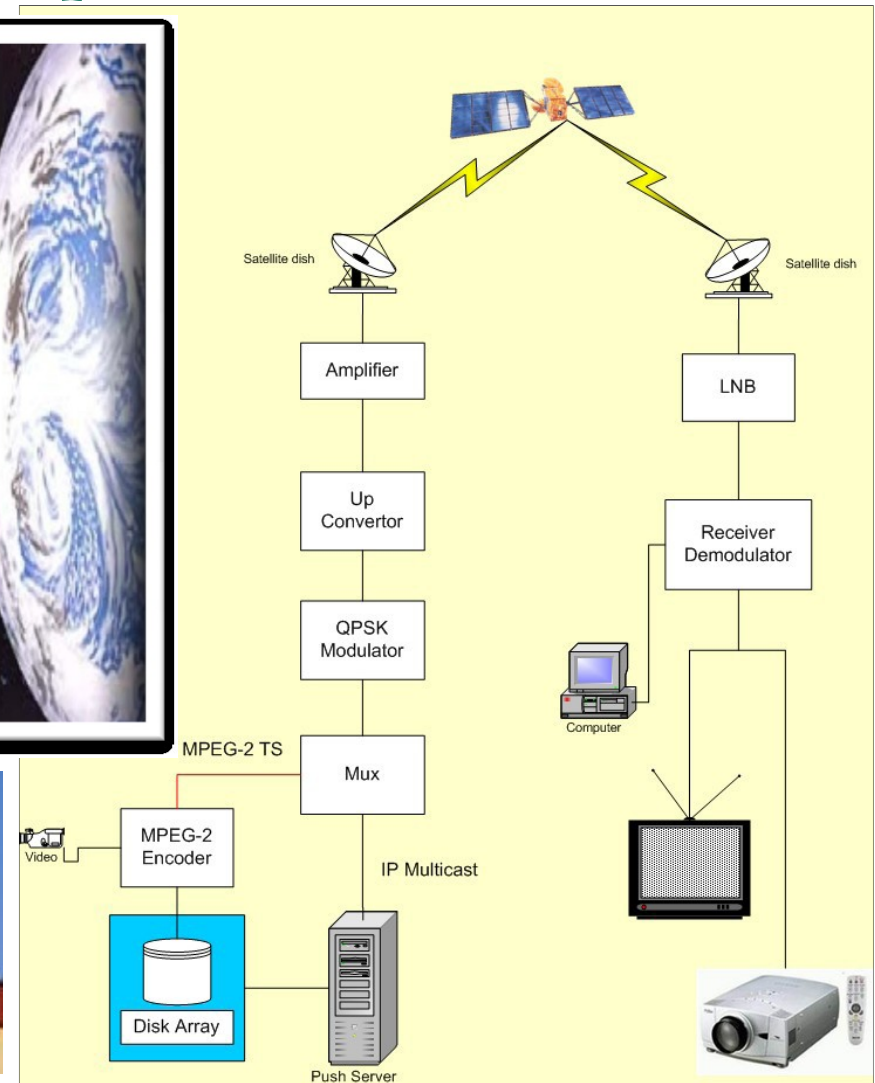 Satellite dish
Satellite dish
Amplifier
LNB
Up
Convertor
Receiver
Demodulator
QPSK
Modulator
Computer
MPEG-2 TS
Mux
MPEG-2
Encoder
Video
IP Multicast
Disk Array
Push Server